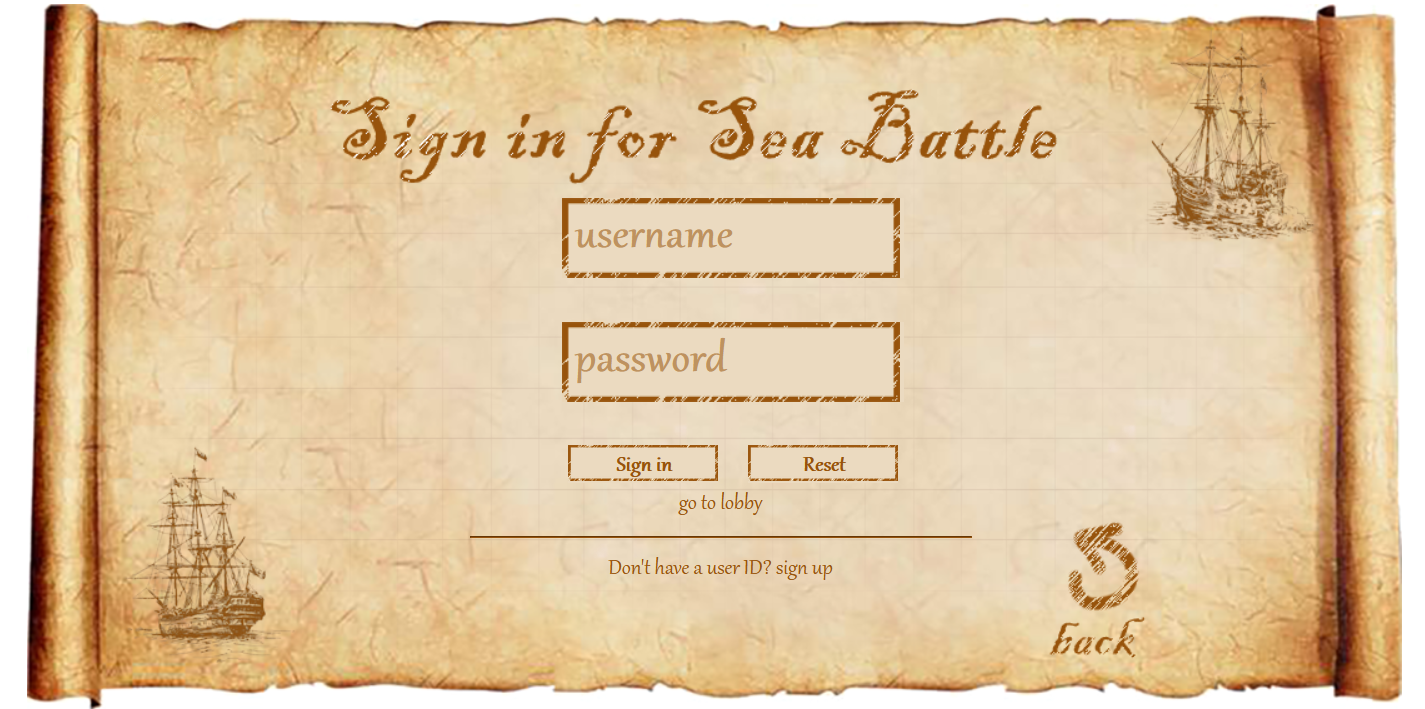 Sign in for Sea Battle
username
password
Sign in Reset
go to lobby
Don't have a user ID? sign up
back